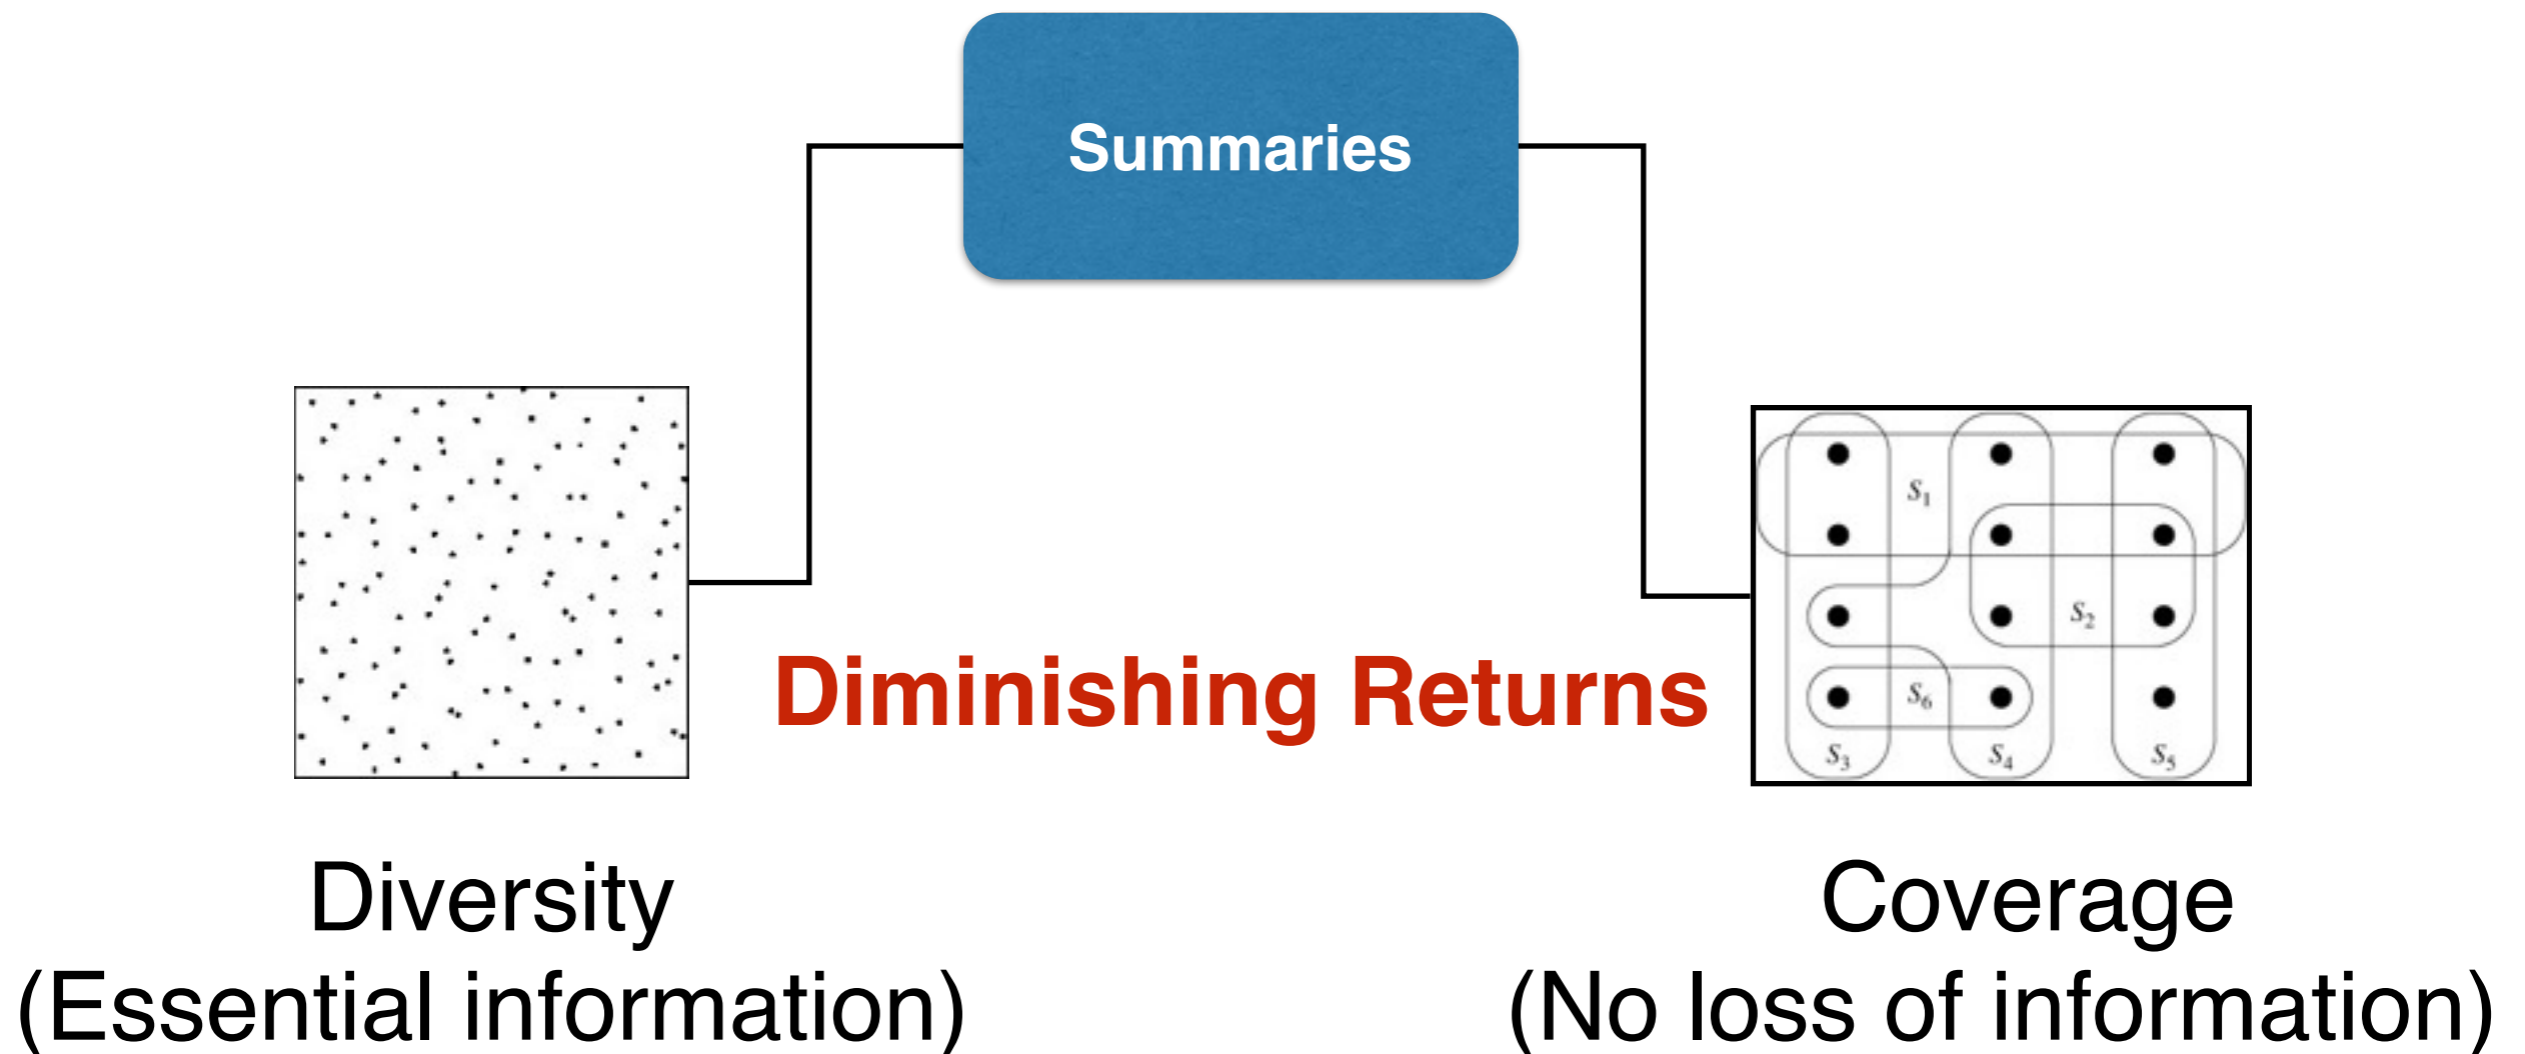 Summaries
S1
S2
S6
S3
S4
S5
Diminishing Returns
Diversity
(Essential information)
Coverage
(No loss of information)